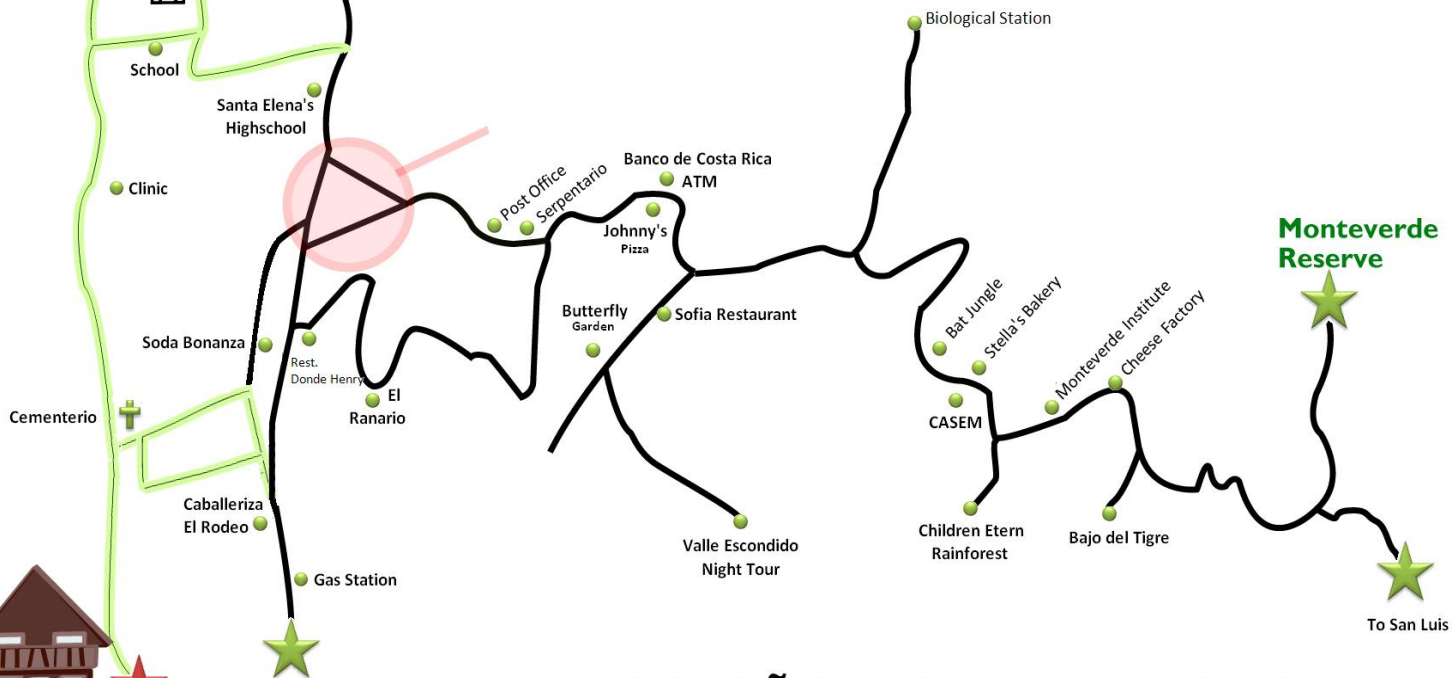 Biological Station
School
Santa Elena's
Highschool
Banco de Costa Rica
ATM
Post Office
Serpentario
Clinic
Johnny's
Pizza
Monteverde
Reserve
Butterfly
Garden
Sofia Restaurant
Bat Jungle
Stella's Bakery
Monteverde Institute
Cheese Factory
Soda Bonanza
Rest.
Donde Henry
El
Ranario
Cementerio
CASEM
Caballeriza
El Rodeo
Children Etern
Rainforest
Bajo del Tigre
Valle Escondido
Night Tour
Gas Station
To San Luis